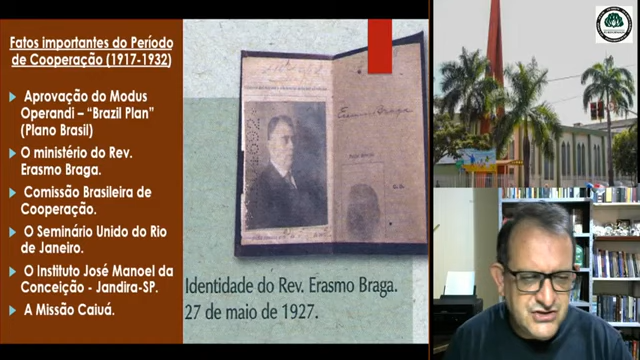 Fatos importantes do Período
de Cooperação (1917-1932)
Aprovação do Modus
Operandi – “Brazil Plan”
(Plano Brasil)
O ministério do Rev.
Erasmo Braga.
Comissão Brasileira de
Cooperação.
O Seminário Unido do Rio
de Janeiro.
O Instituto José Manoel da
Conceição - Jandira-SP.
A Missão Caiuá.
Erasmo Braga
Identidade do Rev. Erasmo Braga.
27 de maio de 1927.